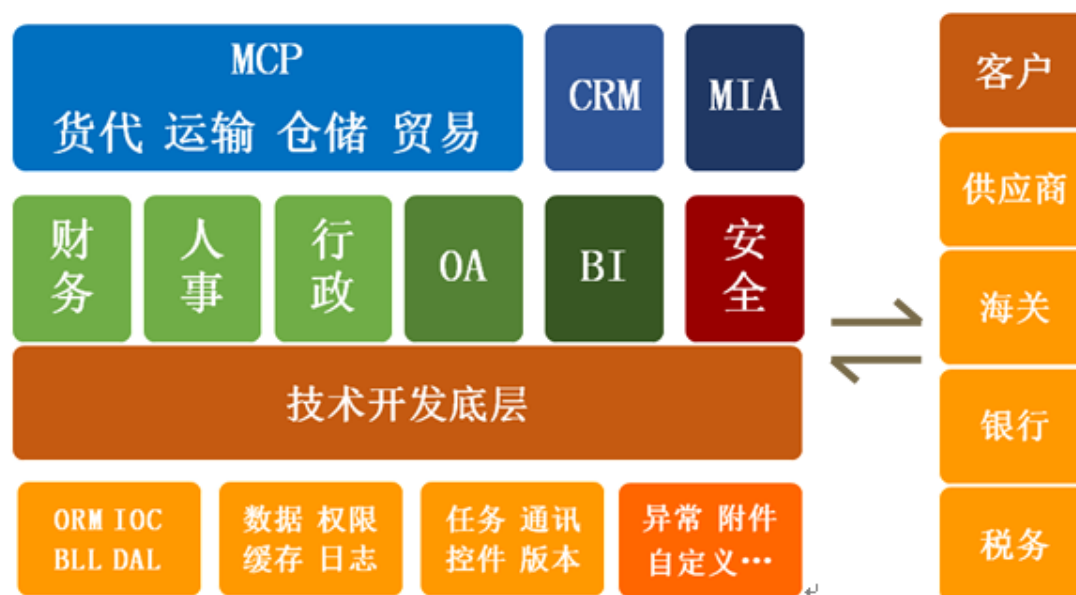 MCP
货代 运输 仓储 贸易
CRM
MIA
财务
人事
行政
OA
BI
安全
技术开发底层
ORM IOC
BLL DAL
数据 权限
缓存 日志
任务 通讯
控件 版本
异常 附件
自定义…
客户
供应商
海关
银行
税务